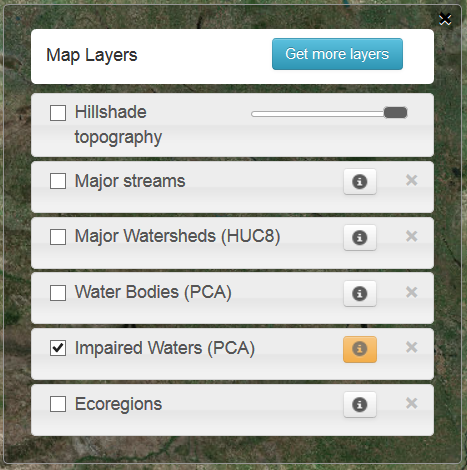 Map Layers
Get more layers
Hillshade
topography
Major streams
Major Watersheds (HUC8)
Water Bodies (PCA)
Impaired Waters (PCA)
Ecoregions